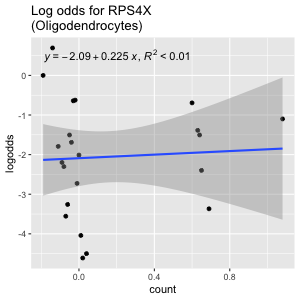 Log odds for RPS4X
(Oligodendrocytes)
y = −2.09 + 0.225 x, R² < 0.01
0
-1
-2
-3
-4
logodds
0.0 0.4 0.8
count